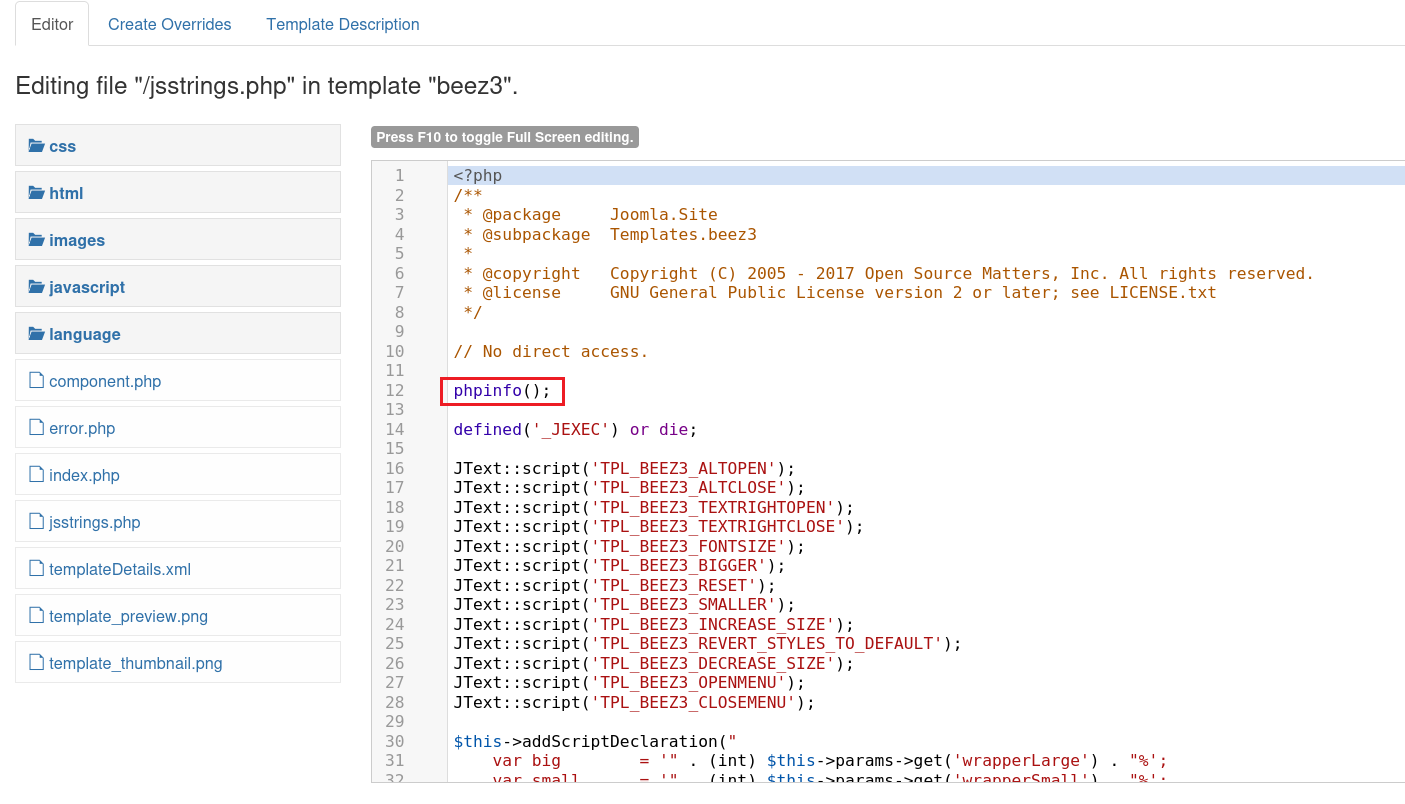 Editor Create Overrides Template Description
Editing file "/jsstrings.php" in template "beez3".
css
html
images
javascript
language
component.php
error.php
index.php
jsstrings.php
templateDetails.xml
template_preview.png
template_thumbnail.png
Press F10 to toggle Full Screen editing.
1 <?php
2 /**
3 * @package Joomla.Site
4 * @subpackage Templates.beez3
5 *
6 * @copyright Copyright (C) 2005 - 2017 Open Source Matters, Inc. All rights reserved.
7 * @license GNU General Public License version 2 or later; see LICENSE.txt
8 */
9
10 // No direct access.
11
12 phpinfo();
13
14 defined('_JEXEC') or die;
15
16 JText::script('TPL_BEEZ3_ALTOPEN');
17 JText::script('TPL_BEEZ3_ALTCLOSE');
18 JText::script('TPL_BEEZ3_TEXTRIGHTOPEN');
19 JText::script('TPL_BEEZ3_TEXTRIGHTCLOSE');
20 JText::script('TPL_BEEZ3_FONTSIZE');
21 JText::script('TPL_BEEZ3_BIGGER');
22 JText::script('TPL_BEEZ3_RESET');
23 JText::script('TPL_BEEZ3_SMALLER');
24 JText::script('TPL_BEEZ3_INCREASE_SIZE');
25 JText::script('TPL_BEEZ3_REVERT_STYLES_TO_DEFAULT');
26 JText::script('TPL_BEEZ3_DECREASE_SIZE');
27 JText::script('TPL_BEEZ3_OPENMENU');
28 JText::script('TPL_BEEZ3_CLOSEMENU');
29
30 $this->addScriptDeclaration("
31 var big = '" . (int) $this->params->get('wrapperLarge') . "%';
32 var small = '" . (int) $this->params->get('wrapperSmall') . "%';